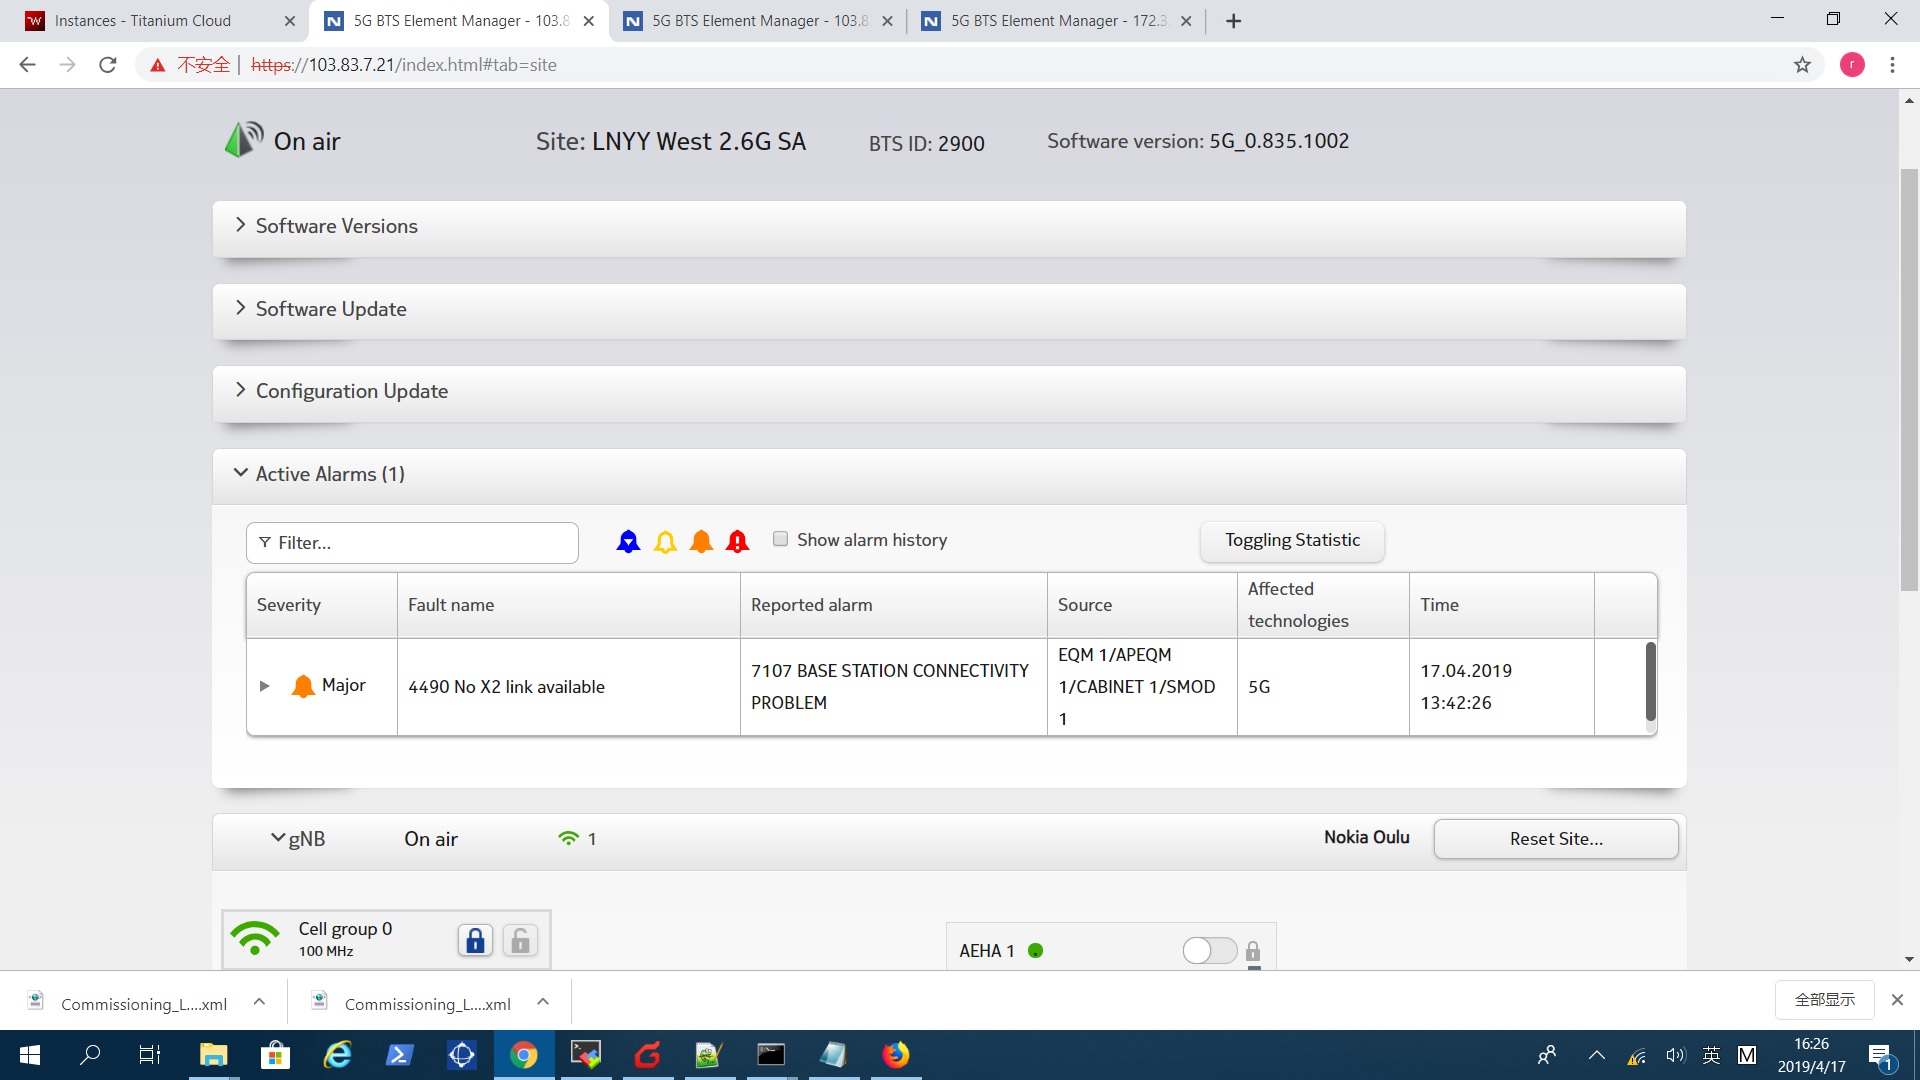 Instances - Titanium Cloud
5G BTS Element Manager - 103.8
5G BTS Element Manager - 103.8
5G BTS Element Manager - 172.3
不安全 | https://103.83.7.21/index.html#tab=site
r
On air
Site: LNYY West 2.6G SA
BTS ID: 2900
Software version: 5G_0.835.1002
Software Versions
Software Update
Configuration Update
Active Alarms (1)
Filter...
Show alarm history
Toggling Statistic
Severity
Fault name
Reported alarm
Source
Affected
technologies
Time
Major
4490 No X2 link available
7107 BASE STATION CONNECTIVITY
PROBLEM
EQM 1/APEQM
1/CABINET 1/SMOD
1
5G
17.04.2019
13:42:26
gNB
On air
1
Nokia Oulu
Reset Site...
Cell group 0
100 MHz
AEHA 1
Commissioning_L....xml
Commissioning_L....xml
全部显示
英
M
16:26
2019/4/17
1